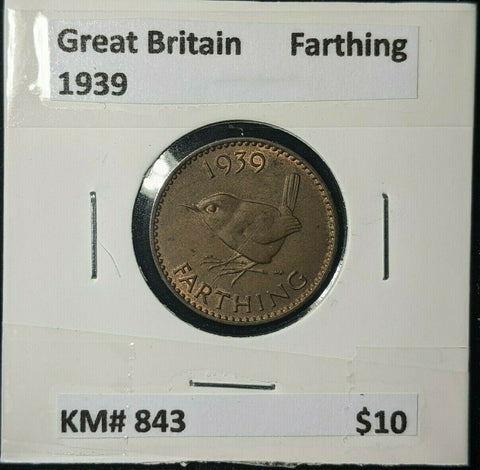 Great Britain Farthing
1939
1939
FARTHING
KM# 843 $10